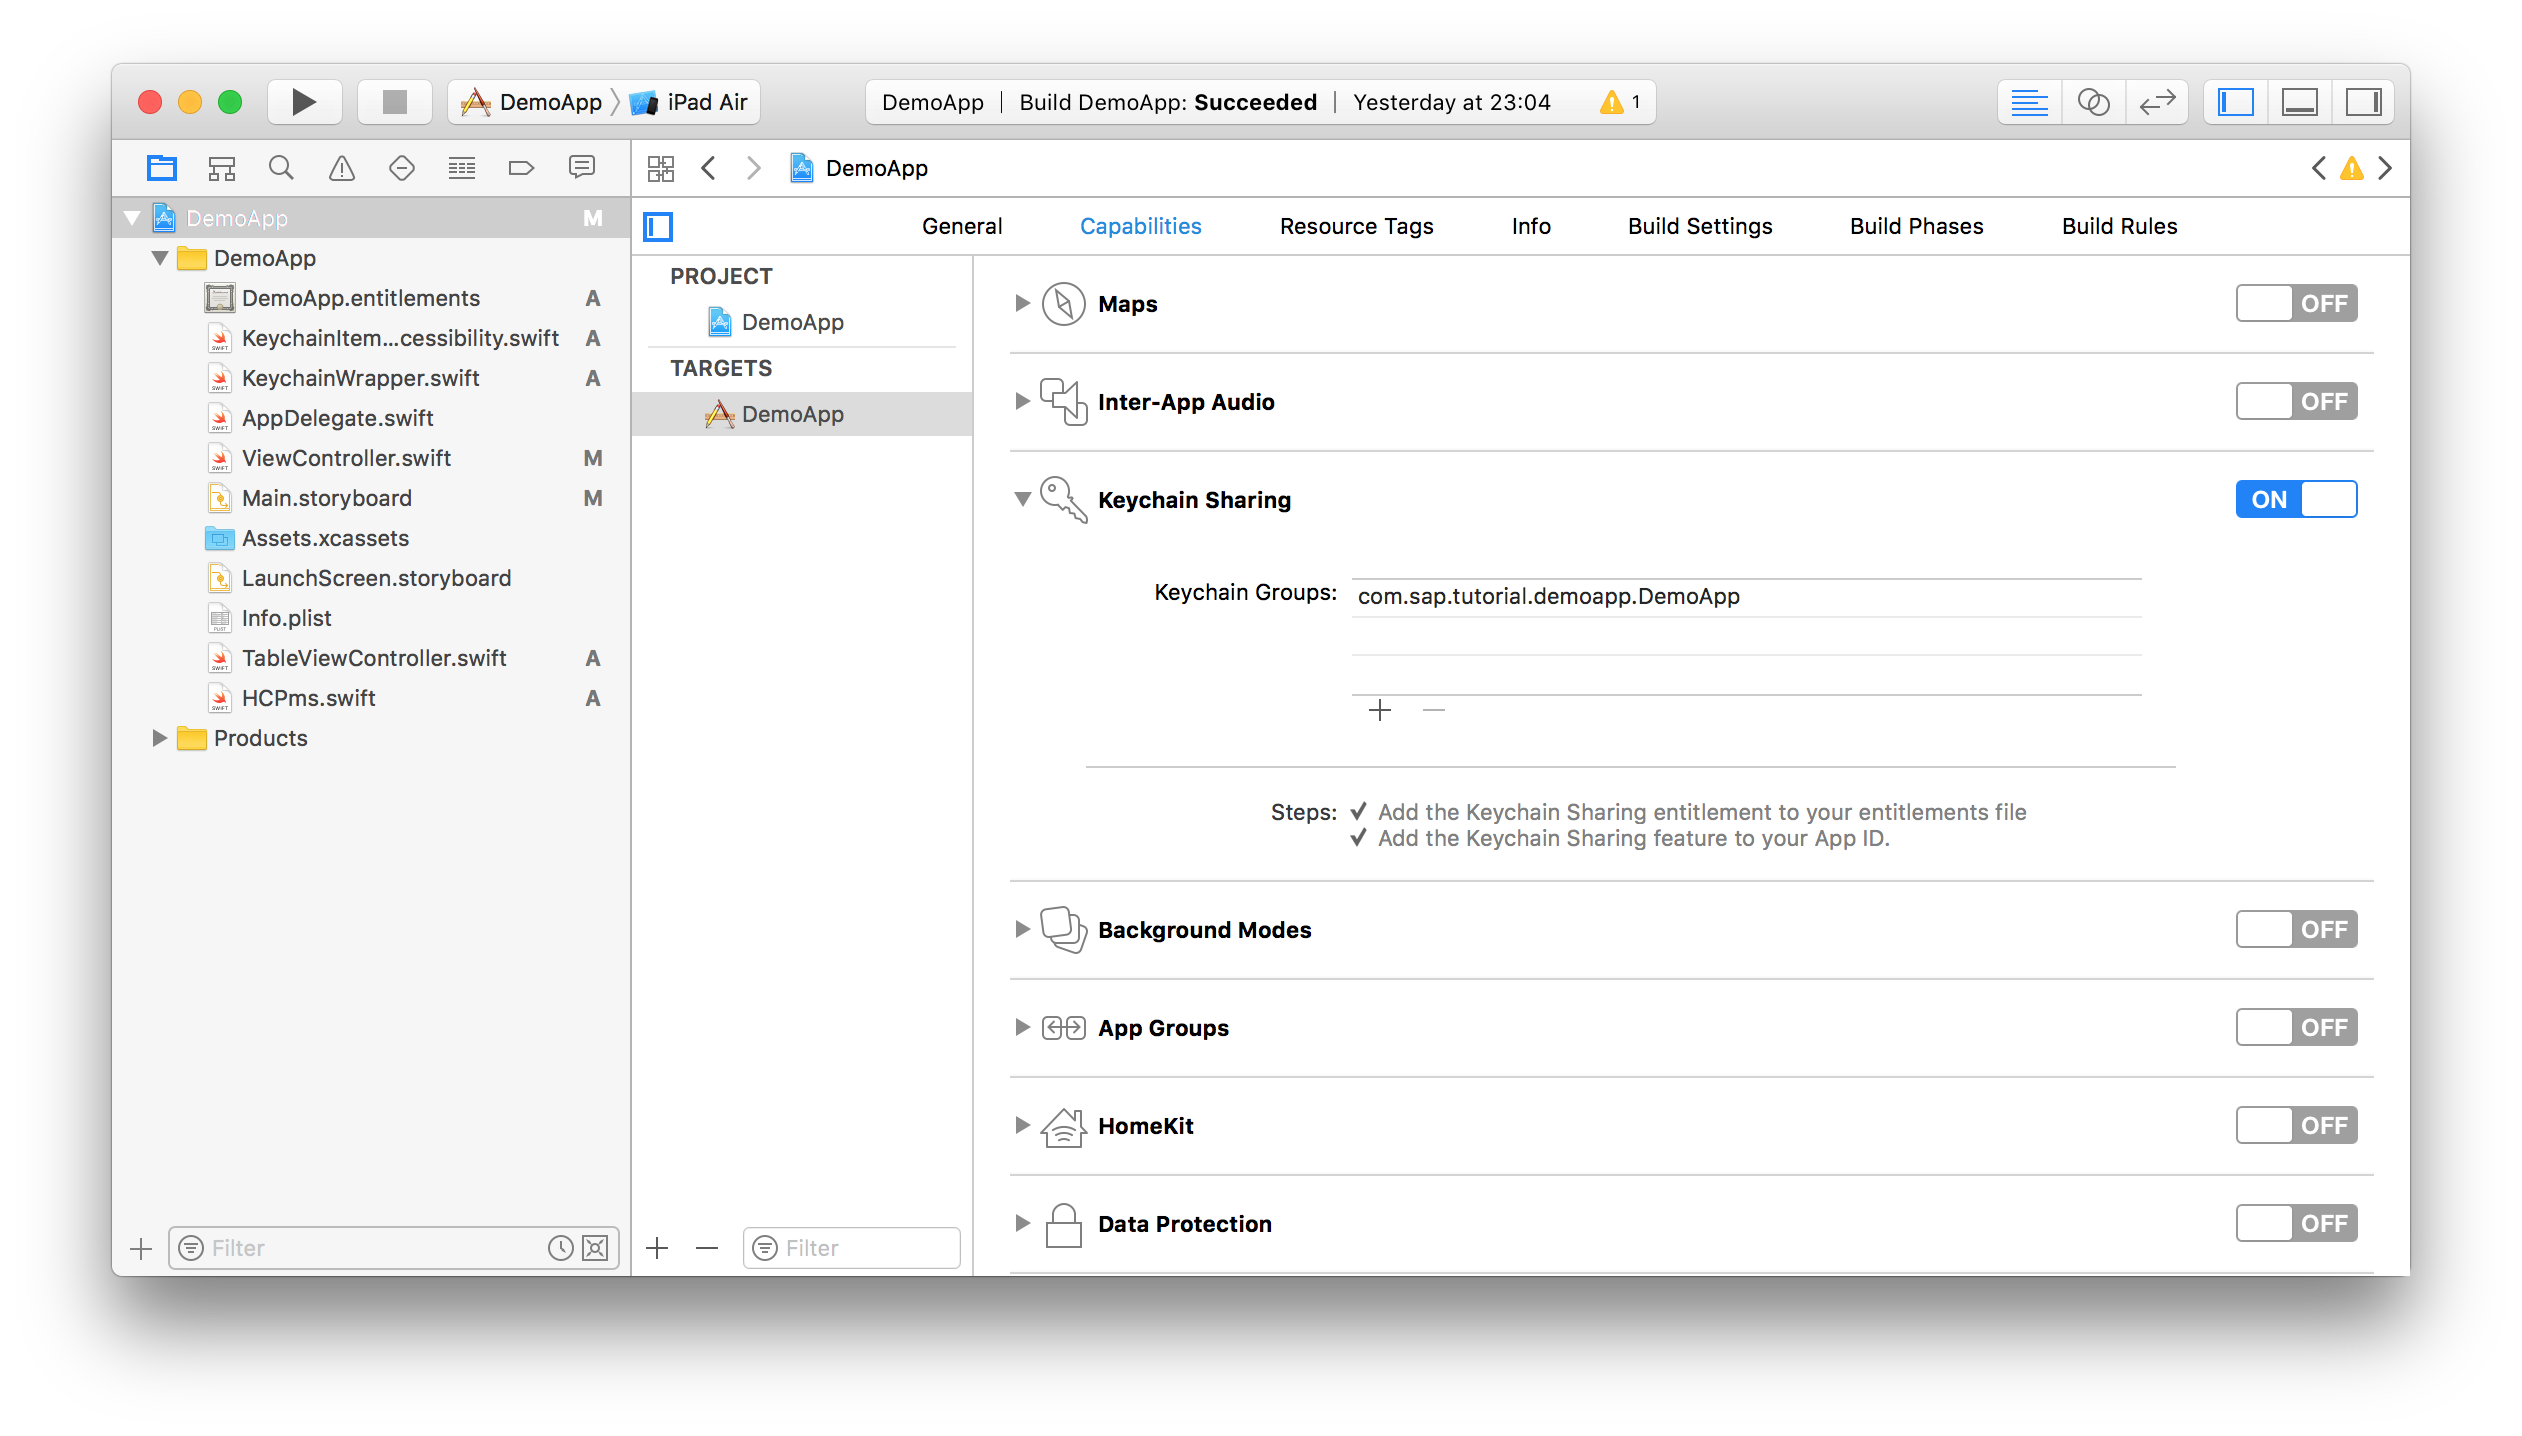 DemoApp iPad Air
DemoApp | Build DemoApp: Succeeded | Yesterday at 23:04 1
DemoApp
DemoApp M
DemoApp
DemoApp.entitlements A
KeychainItem...cessibility.swift A
KeychainWrapper.swift A
AppDelegate.swift
ViewController.swift M
Main.storyboard M
Assets.xcassets
LaunchScreen.storyboard
Info.plist
TableViewController.swift A
HCPms.swift A
Products
Filter
General Capabilities Resource Tags Info Build Settings Build Phases Build Rules
PROJECT
DemoApp
TARGETS
DemoApp
Filter
Maps OFF
Inter-App Audio OFF
Keychain Sharing ON
Keychain Groups: com.sap.tutorial.demoapp.DemoApp
Steps: ✓ Add the Keychain Sharing entitlement to your entitlements file
✓ Add the Keychain Sharing feature to your App ID.
Background Modes OFF
App Groups OFF
HomeKit OFF
Data Protection OFF